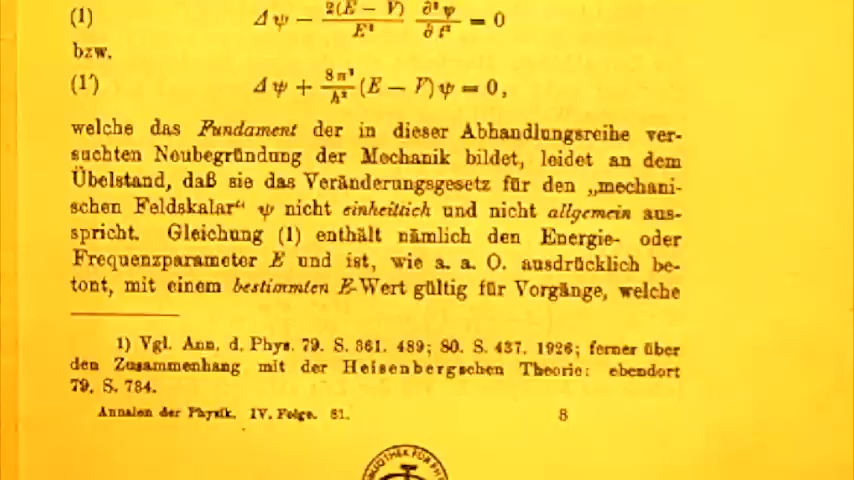 (1) Δψ − 2(E − V)/E² ∂²ψ/∂t² = 0
bzw.
(1') Δψ + 8π²/h² (E − V) ψ = 0,
welche das Fundament der in dieser Abhandlungsreihe ver-
suchten Neubegründung der Mechanik bildet, leidet an dem
Übelstand, daß sie das Veränderungsgesetz für den „mechani-
schen Feldskalar“ ψ nicht einheitlich und nicht allgemein aus-
spricht. Gleichung (1) enthält nämlich den Energie- oder
Frequenzparameter E und ist, wie a. a. O. ausdrücklich be-
tont, mit einem bestimmten E-Wert gültig für Vorgänge, welche
1) Vgl. Ann. d. Phys. 79. S. 361. 489; 80. S. 437. 1926; ferner über
den Zusammenhang mit der Heisenbergschen Theorie: ebendort
79. S. 734.
Annalen der Physik. IV. Folge. 81. 8
BIBLIOTHEK FÜR PH